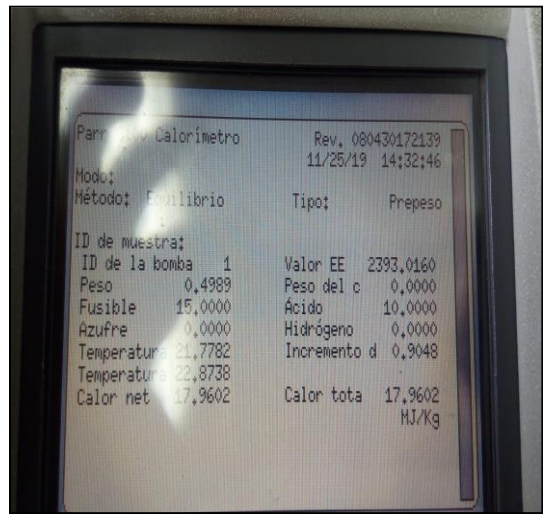 Parr Calorímetro Rev. 080430172139
11/25/19 14:32:46
Modo:
Método: Equilibrio Tipo: Prepeso
ID de muestra:
ID de la bomba 1 Valor EE 2393.0160
Peso 0.4989 Peso del c 0.0000
Fusible 15.0000 Ácido 10.0000
Azufre 0.0000 Hidrógeno 0.0000
Temperatura 21.7782 Incremento d 0.9048
Temperatura 22.8738
Calor net 17.9602 Calor tota 17.9602
MJ/Kg